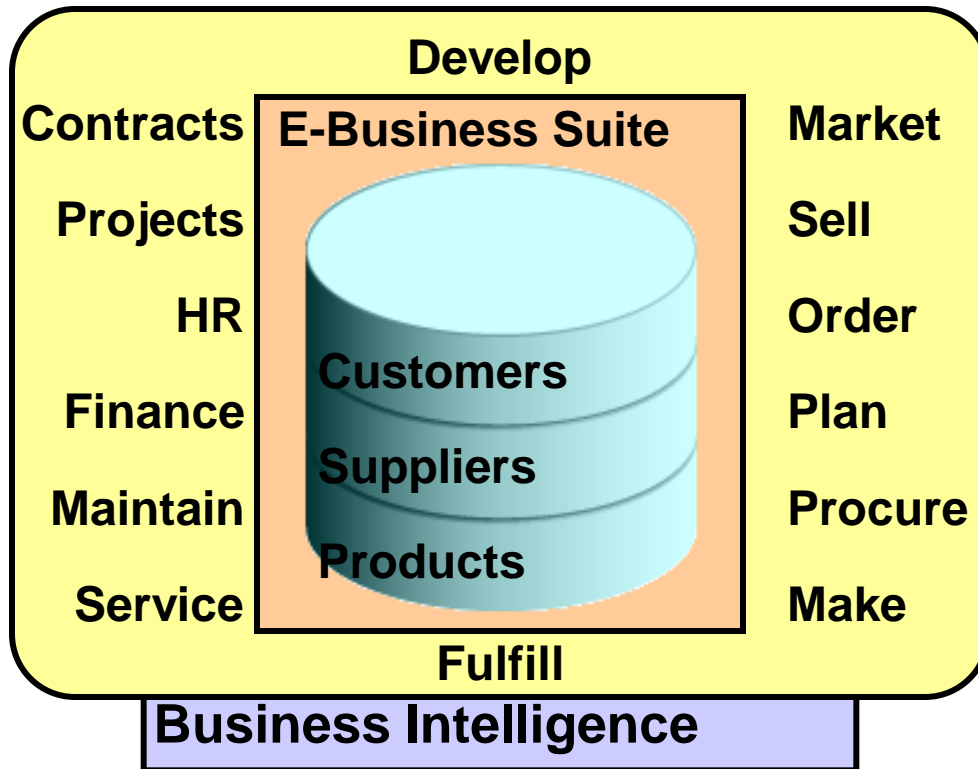 Develop
Contracts
E-Business Suite
Market
Projects
Sell
HR
Order
Customers
Finance
Plan
Suppliers
Maintain
Procure
Products
Service
Make
Fulfill
Business Intelligence